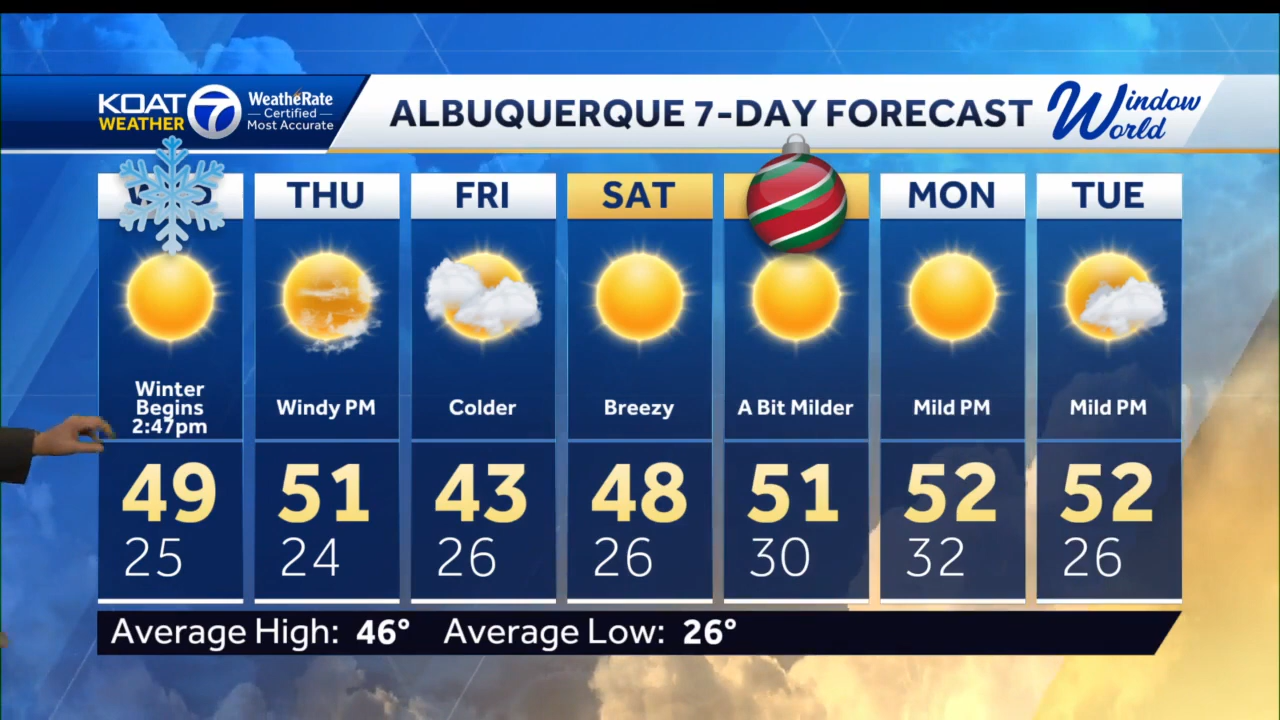 KOAT
WEATHER
7
WeatheRate
Certified
Most Accurate
ALBUQUERQUE 7-DAY FORECAST
Window
World
THU
FRI
SAT
MON
TUE
Winter
Begins
2:47pm
Windy PM
Colder
Breezy
A Bit Milder
Mild PM
Mild PM
49
51
43
48
51
52
52
25
24
26
26
30
32
26
Average High: 46° Average Low: 26°